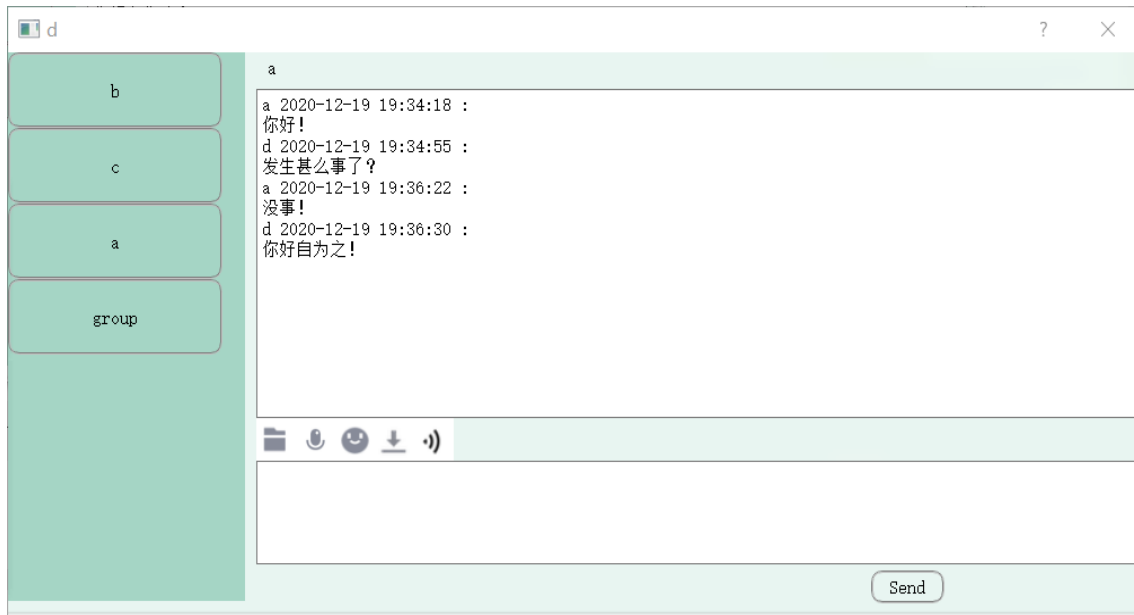 d
?
b
c
a
group
a
a 2020-12-19 19:34:18 :
你好!
d 2020-12-19 19:34:55 :
发生甚么事了?
a 2020-12-19 19:36:22 :
没事!
d 2020-12-19 19:36:30 :
你好自为之!
Send